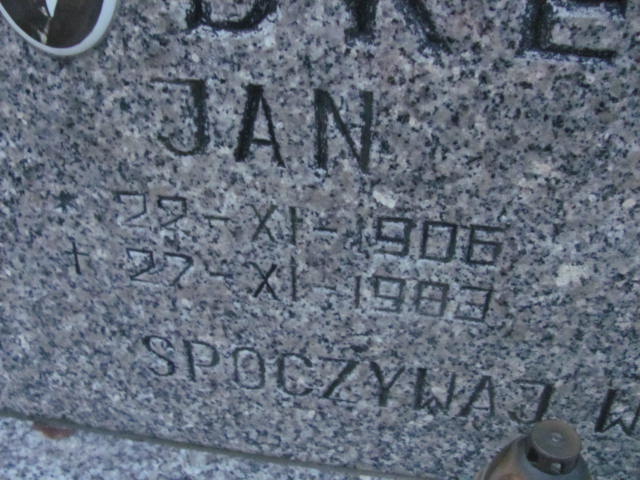 JAN
* 22-XI-1906
+ 27-XI-1983
SPOCZYWAJ W